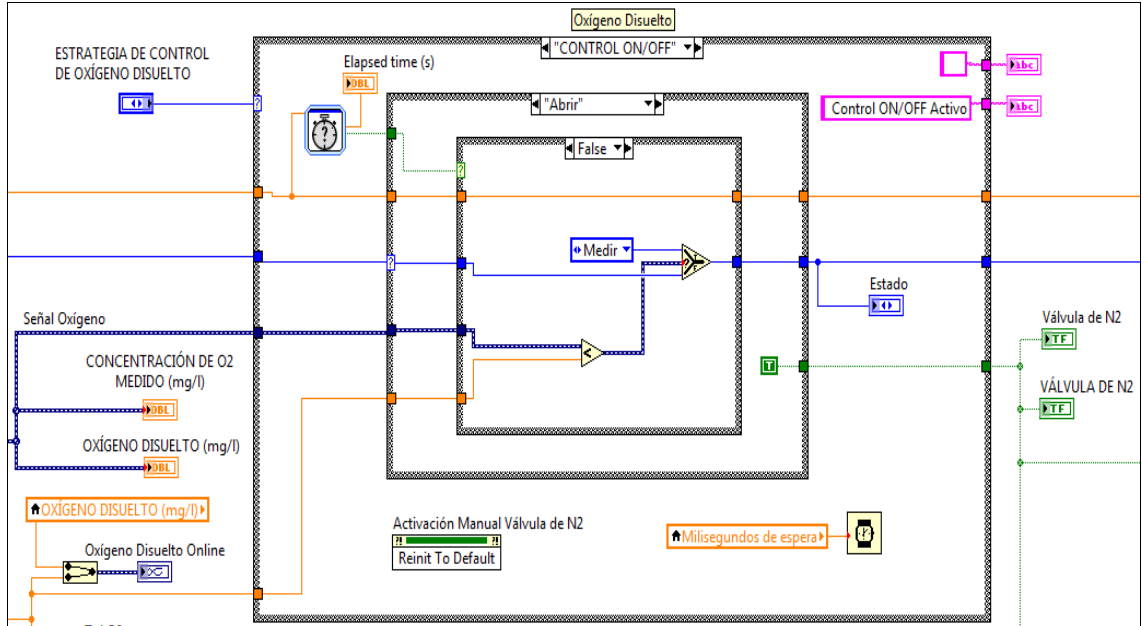 Oxígeno Disuelto
"CONTROL ON/OFF"
ESTRATEGIA DE CONTROL
DE OXÍGENO DISUELTO
Elapsed time (s)
DBL
"Abrir"
abc
Control ON/OFF Activo
abc
?
?
False
?
Medir
?
T
F
?
Estado
Señal Oxígeno
<
Válvula de N2
TF
CONCENTRACIÓN DE O2
MEDIDO (mg/l)
DBL
T
VÁLVULA DE N2
TF
OXÍGENO DISUELTO (mg/l)
DBL
OXÍGENO DISUELTO (mg/l)
Activación Manual Válvula de N2
?! ?!
Reinit To Default
Milisegundos de espera
Oxígeno Disuelto Online